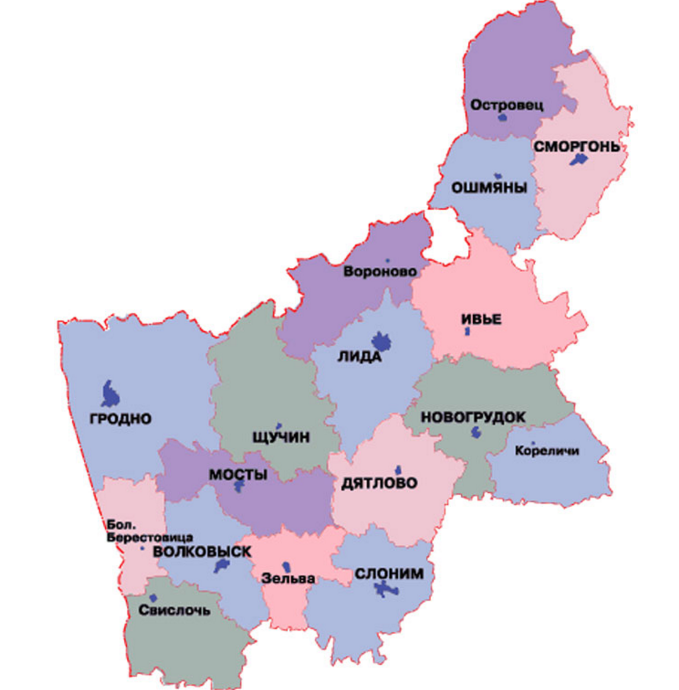 Островец
СМОРГОНЬ
ОШМЯНЫ
Вороново
ИВЬЕ
ЛИДА
ГРОДНО
НОВОГРУДОК
ЩУЧИН
Кореличи
МОСТЫ
ДЯТЛОВО
Бол.
Берестовица
ВОЛКОВЫСК
Зельва
СЛОНИМ
Свислочь